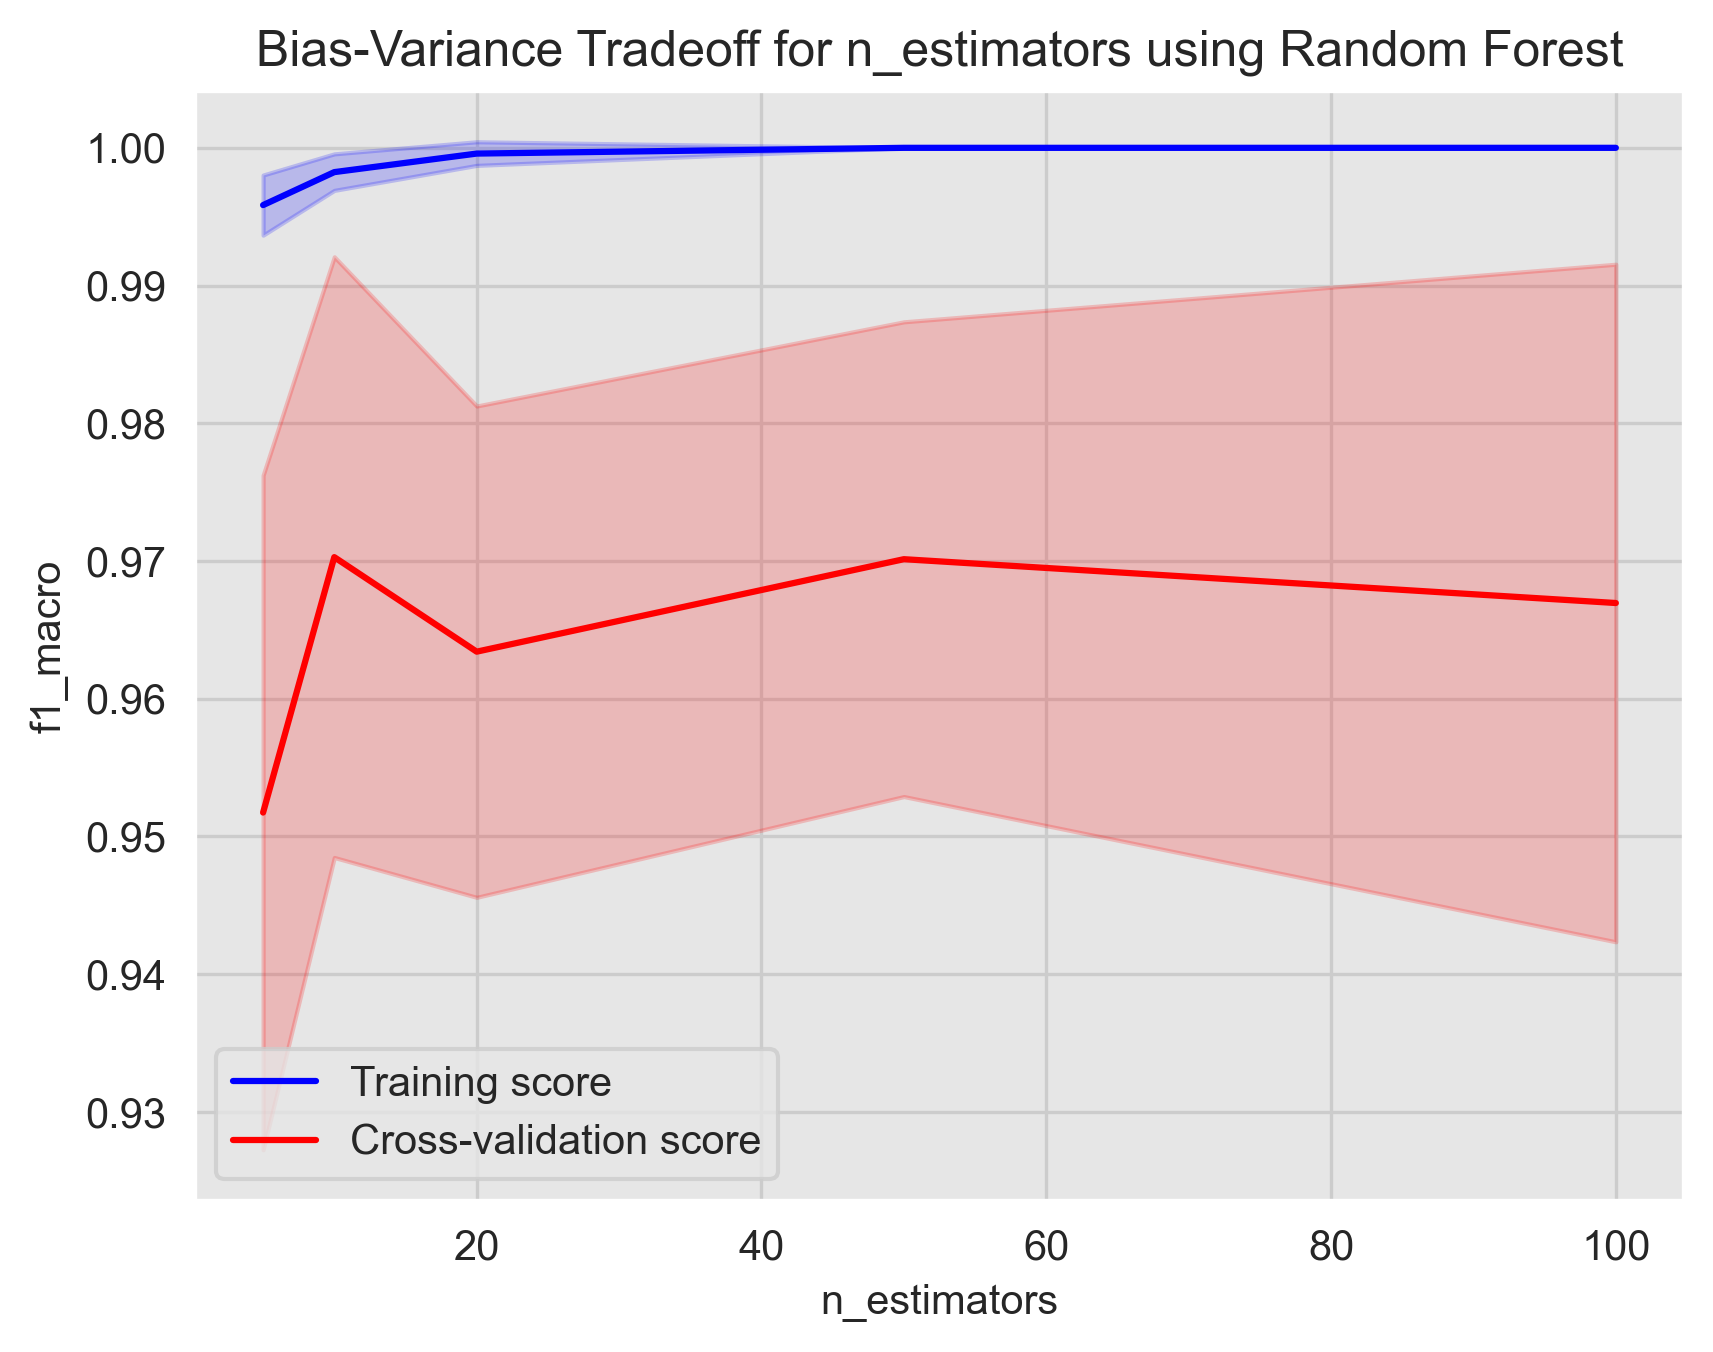 Bias-Variance Tradeoff for n_estimators using Random Forest
1.00
0.99
0.98
0.97
0.96
0.95
0.94
0.93
f1_macro
Training score
Cross-validation score
20 40 60 80 100
n_estimators